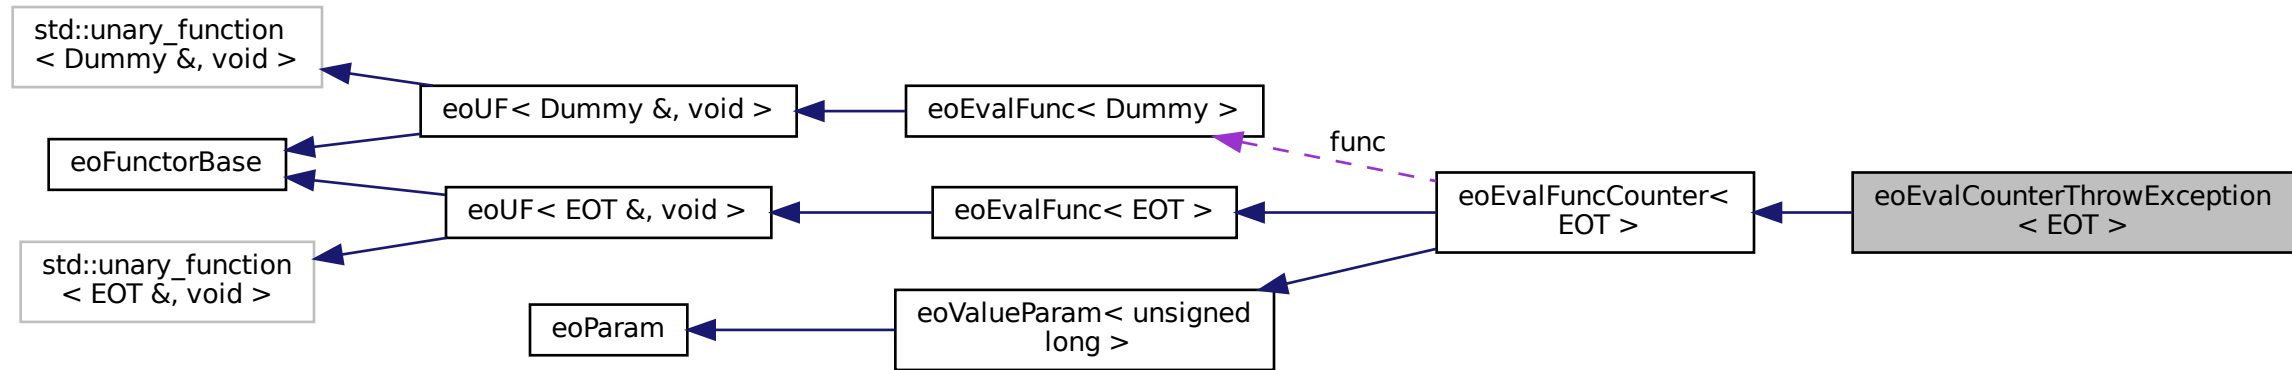 std::unary_function
< Dummy &, void >
eoUF< Dummy &, void >
eoEvalFunc< Dummy >
func
eoFunctorBase
eoUF< EOT &, void >
eoEvalFunc< EOT >
eoEvalFuncCounter<
EOT >
eoEvalCounterThrowException
< EOT >
std::unary_function
< EOT &, void >
eoParam
eoValueParam< unsigned
long >